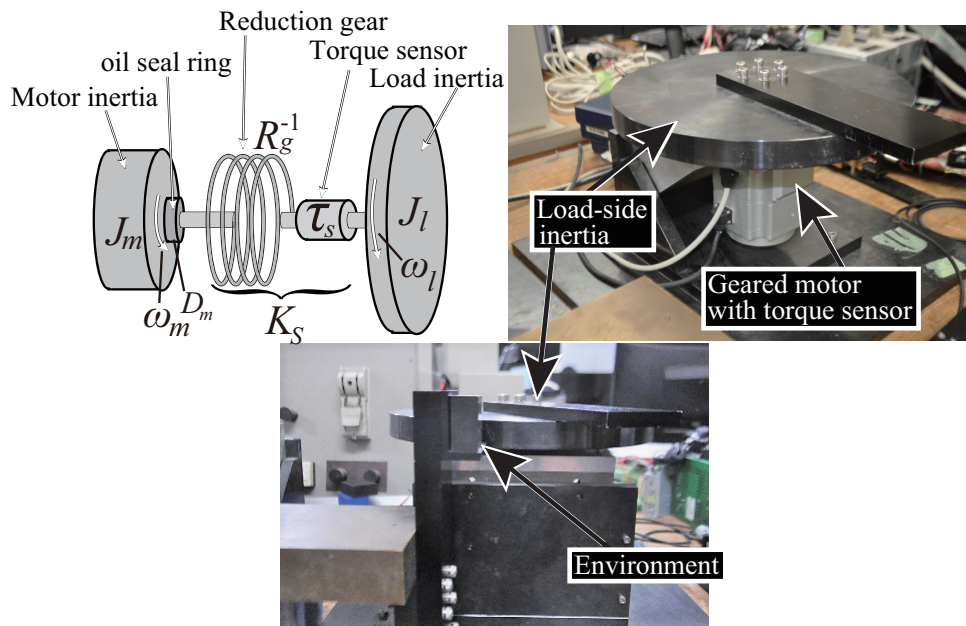 Reduction gear
Torque sensor
oil seal ring
Load inertia
Motor inertia
R_g^{-1}
J_m
τ_s
J_l
ω_l
ω_m
D_m
K_S
Load-side
inertia
Geared motor
with torque sensor
Environment